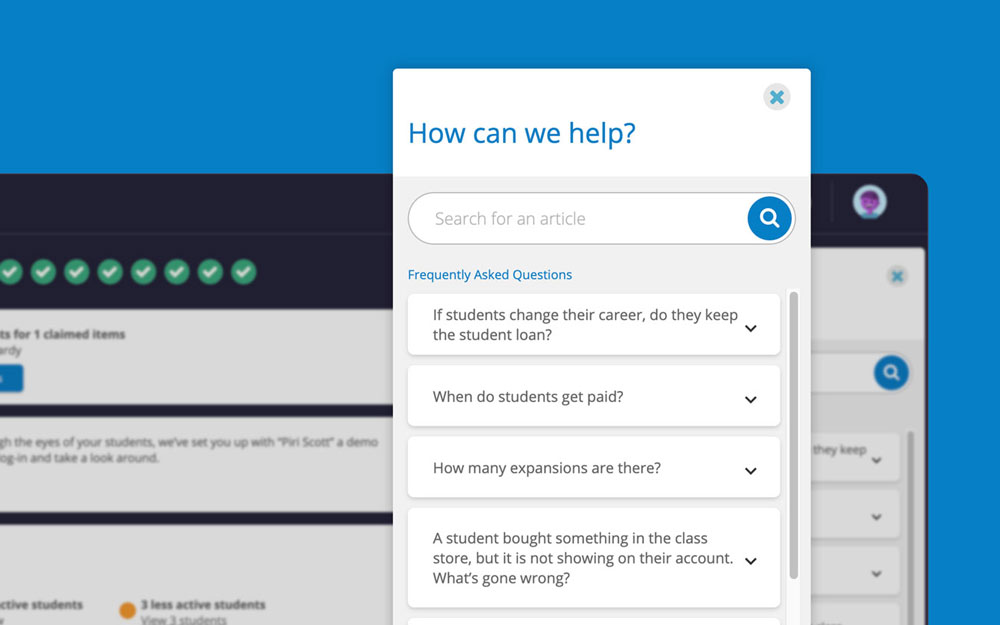 How can we help?
Search for an article
Frequently Asked Questions
If students change their career, do they keep
the student loan?
When do students get paid?
How many expansions are there?
A student bought something in the class
store, but it is not showing on their account.
What's gone wrong?
ts for 1 claimed items
ardy
gh the eyes of your students, we've set you up with "Piri Scott" a demo
log-in and take a look around.
ctive students
3 less active students
View 3 students
they keep